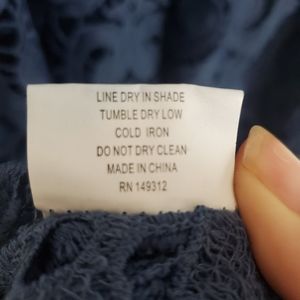 LINE DRY IN SHADE
TUMBLE DRY LOW
COLD IRON
DO NOT DRY CLEAN
MADE IN CHINA
RN 149312